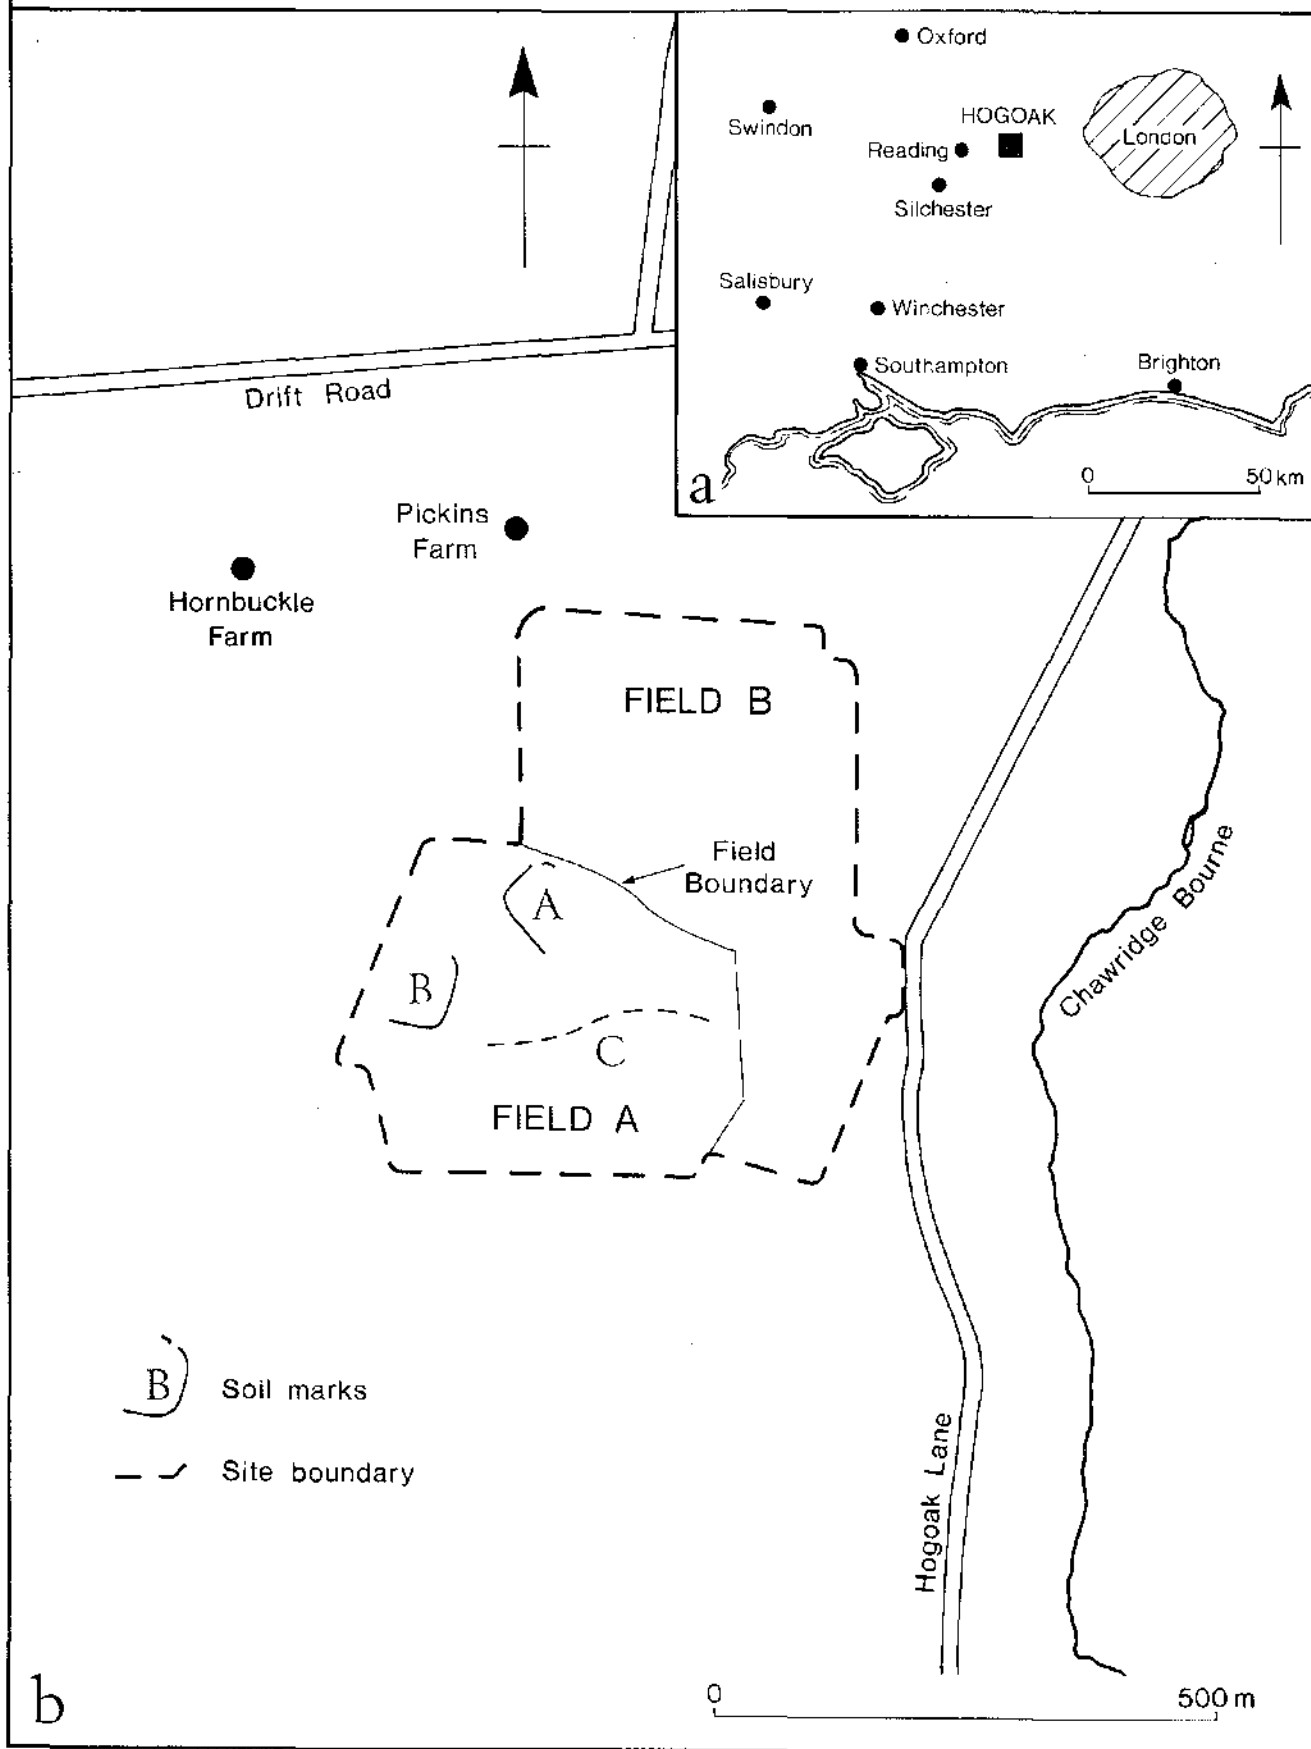 Oxford
Swindon
HOGOAK
London
Reading
Silchester
Salisbury
Winchester
Southampton
Brighton
0 50 km
a
Drift Road
Pickins
Farm
Hornbuckle
Farm
FIELD B
Field
Boundary
A
B
C
FIELD A
Chawridge Bourne
B
Soil marks
Site boundary
Hogoak Lane
0 500 m
b